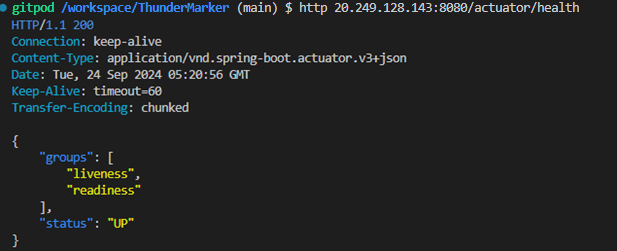 gitpod /workspace/ThunderMarker (main) $ http 20.249.128.143:8080/actuator/health
HTTP/1.1 200
Connection: keep-alive
Content-Type: application/vnd.spring-boot.actuator.v3+json
Date: Tue, 24 Sep 2024 05:20:56 GMT
Keep-Alive: timeout=60
Transfer-Encoding: chunked

{
    "groups": [
        "liveness",
        "readiness"
    ],
    "status": "UP"
}